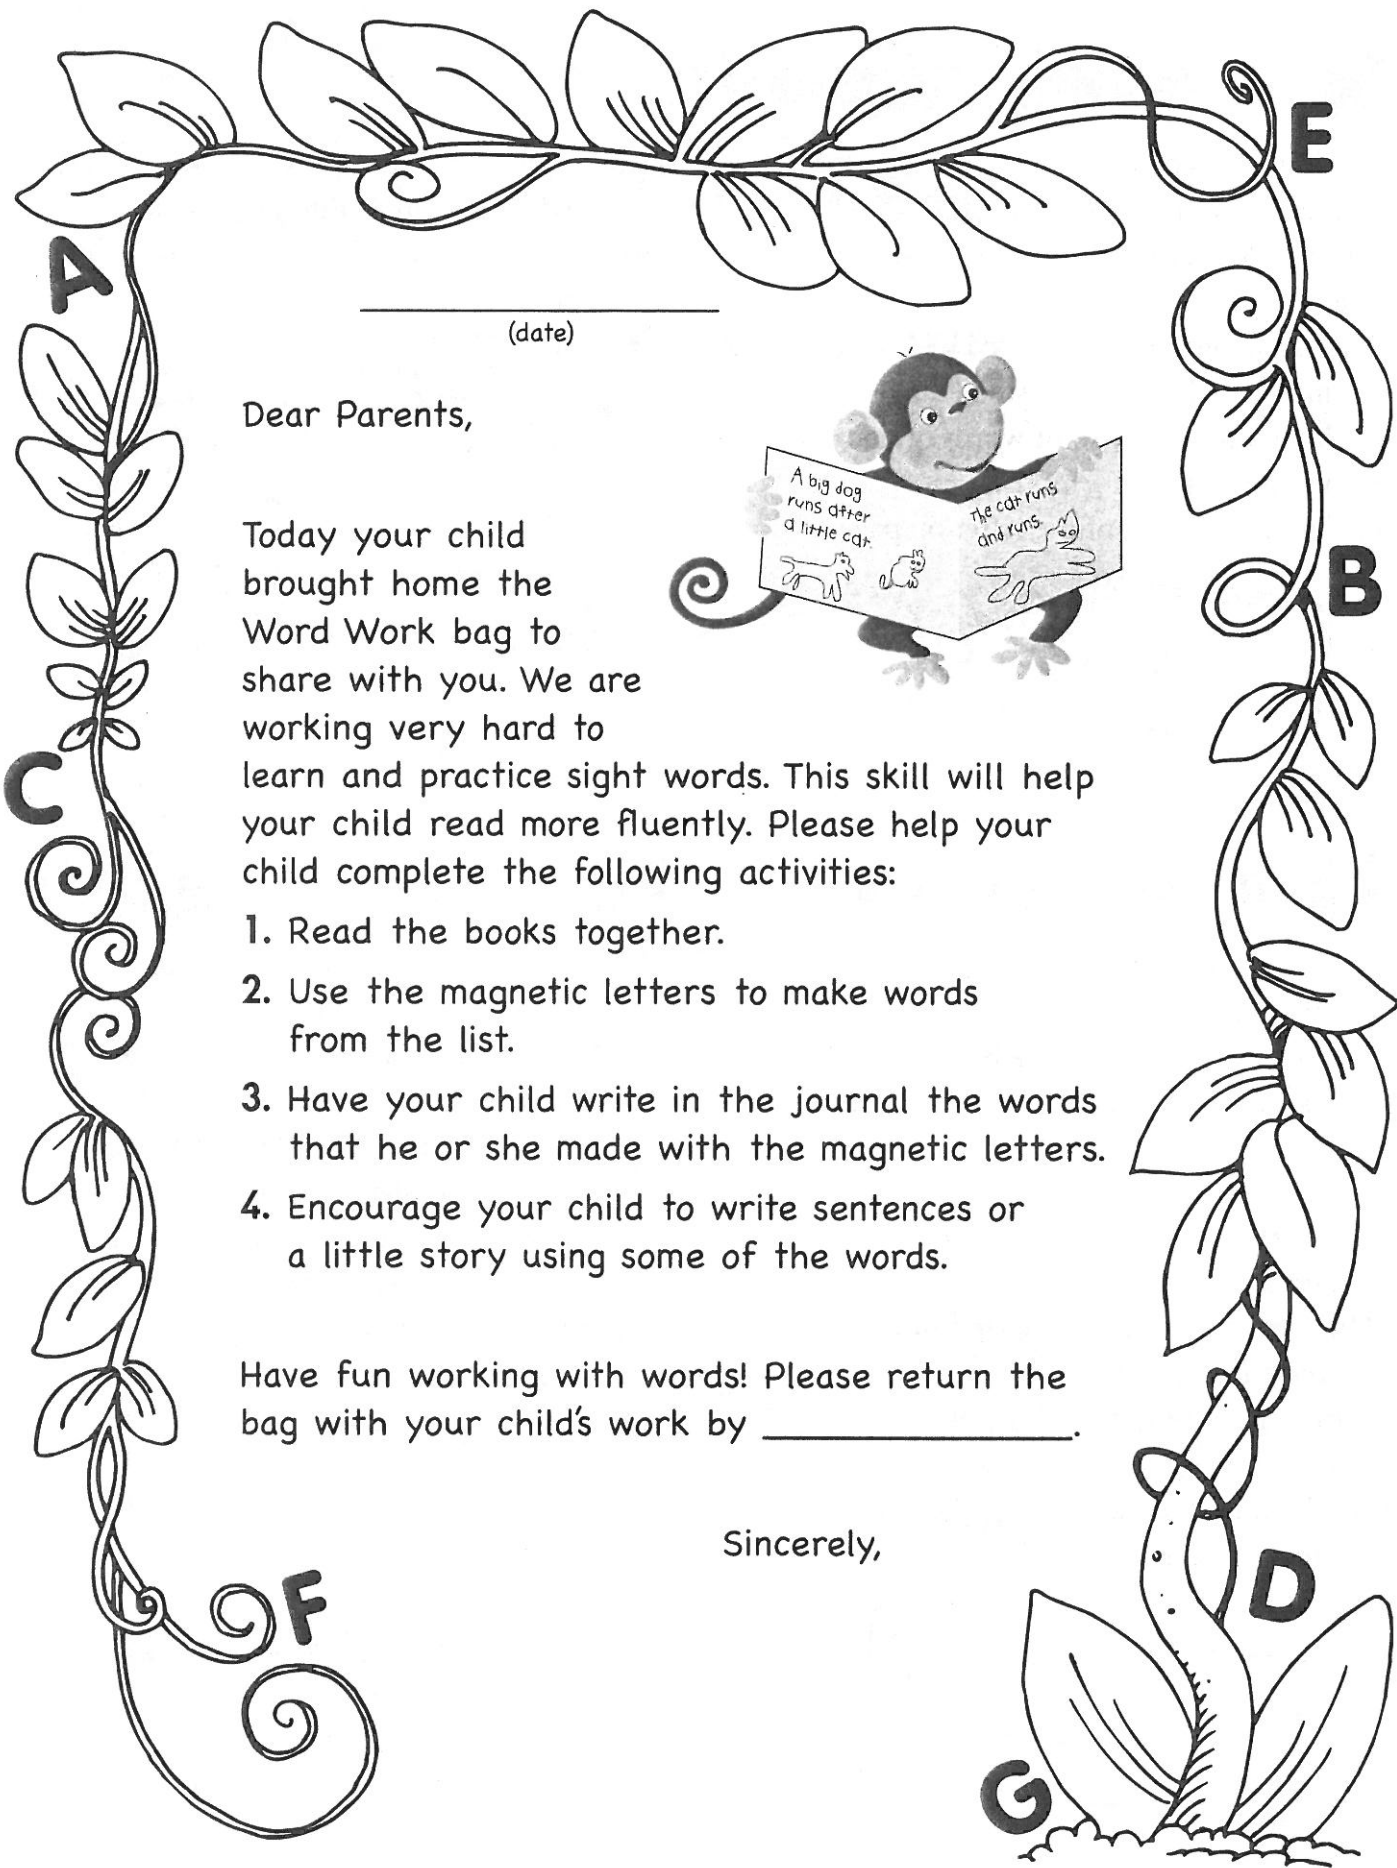 E
A
(date)
Dear Parents,
A big dog
runs after
a little cat.
The cat runs
and runs.
Today your child
brought home the
Word Work bag to
share with you. We are
working very hard to
learn and practice sight words. This skill will help
your child read more fluently. Please help your
child complete the following activities:
B
C
1. Read the books together.
2. Use the magnetic letters to make words
from the list.
3. Have your child write in the journal the words
that he or she made with the magnetic letters.
4. Encourage your child to write sentences or
a little story using some of the words.
Have fun working with words! Please return the
bag with your child's work by ____________.
Sincerely,
F
D
G